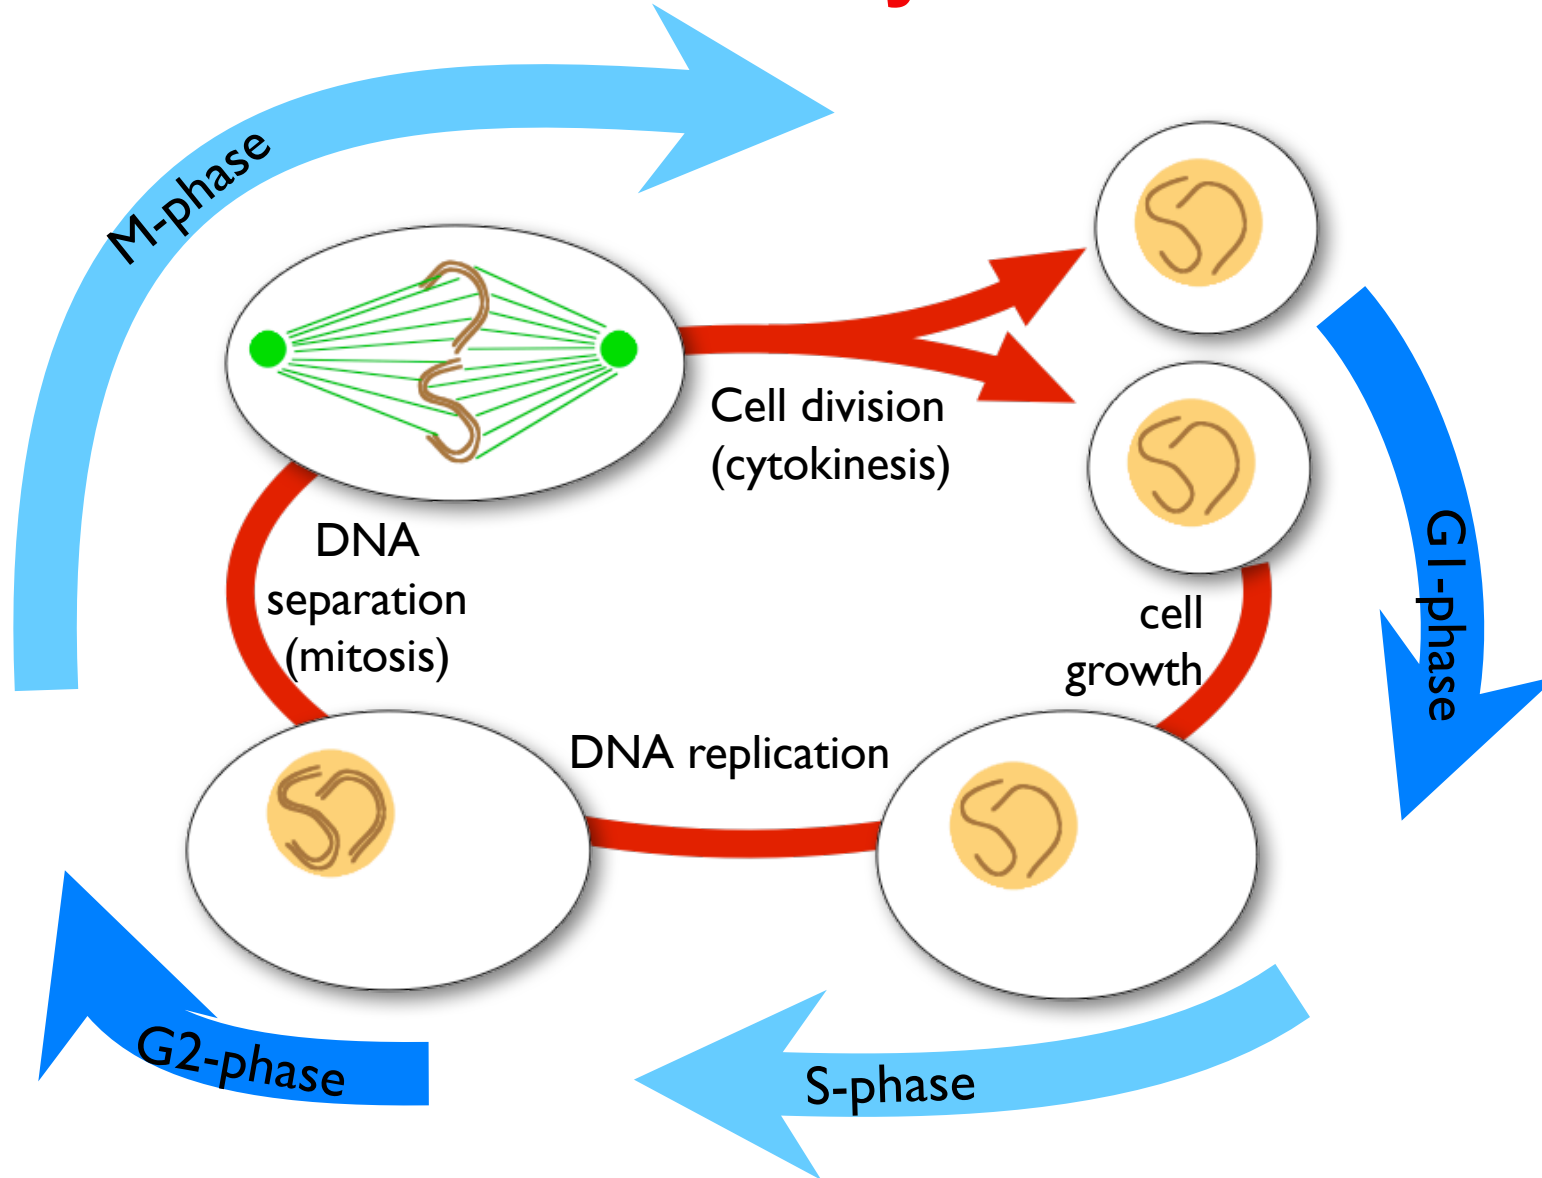 M-phase
Cell division
(cytokinesis)
DNA
separation
(mitosis)
G1-phase
cell
growth
DNA replication
G2-phase
S-phase